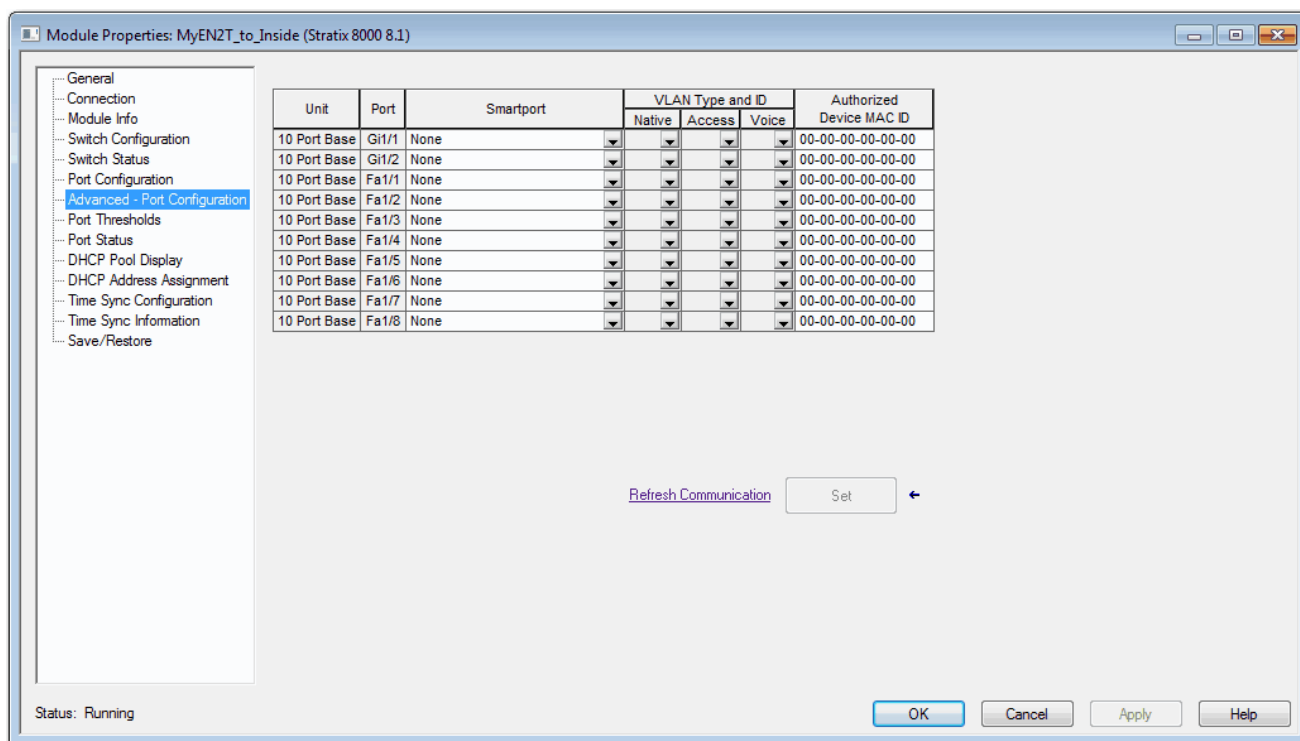 Module Properties: MyEN2T_to_Inside (Stratix 8000 8.1)
General
Connection
Module Info
Switch Configuration
Switch Status
Port Configuration
Advanced - Port Configuration
Port Thresholds
Port Status
DHCP Pool Display
DHCP Address Assignment
Time Sync Configuration
Time Sync Information
Save/Restore
Unit Port Smartport VLAN Type and ID Authorized Device MAC ID
Native Access Voice
10 Port Base Gi1/1 None 00-00-00-00-00-00
10 Port Base Gi1/2 None 00-00-00-00-00-00
10 Port Base Fa1/1 None 00-00-00-00-00-00
10 Port Base Fa1/2 None 00-00-00-00-00-00
10 Port Base Fa1/3 None 00-00-00-00-00-00
10 Port Base Fa1/4 None 00-00-00-00-00-00
10 Port Base Fa1/5 None 00-00-00-00-00-00
10 Port Base Fa1/6 None 00-00-00-00-00-00
10 Port Base Fa1/7 None 00-00-00-00-00-00
10 Port Base Fa1/8 None 00-00-00-00-00-00
Refresh Communication Set
Status: Running
OK Cancel Apply Help